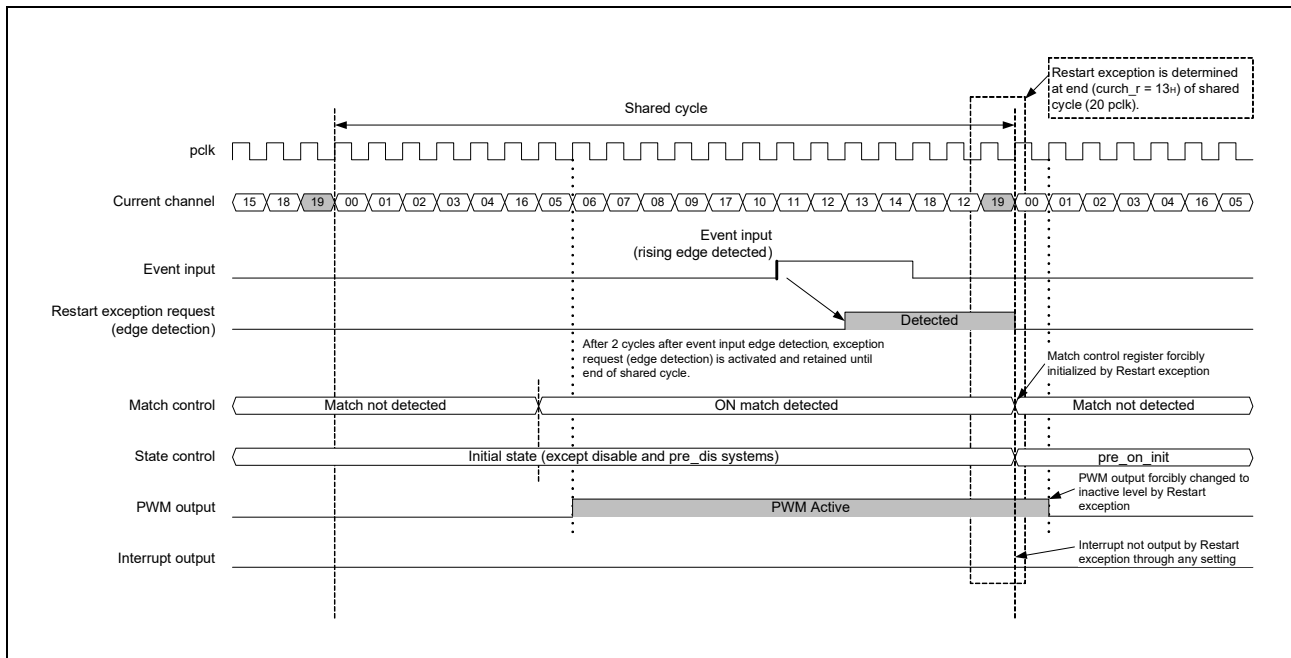 Restart exception is determined
at end (curch_r = 13H) of shared
cycle (20 pclk).
Shared cycle
pclk
Current channel
15 18 19 00 01 02 03 04 16 05 06 07 08 09 17 10 11 12 13 14 18 12 19 00 01 02 03 04 16 05
Event input
(rising edge detected)
Event input
Restart exception request
(edge detection)
Detected
After 2 cycles after event input edge detection, exception
request (edge detection) is activated and retained until
end of shared cycle.
Match control register forcibly
initialized by Restart exception
Match control
Match not detected
ON match detected
Match not detected
State control
Initial state (except disable and pre_dis systems)
pre_on_init
PWM output forcibly changed to
inactive level by Restart
exception
PWM output
PWM Active
Interrupt output
Interrupt not output by Restart
exception through any setting